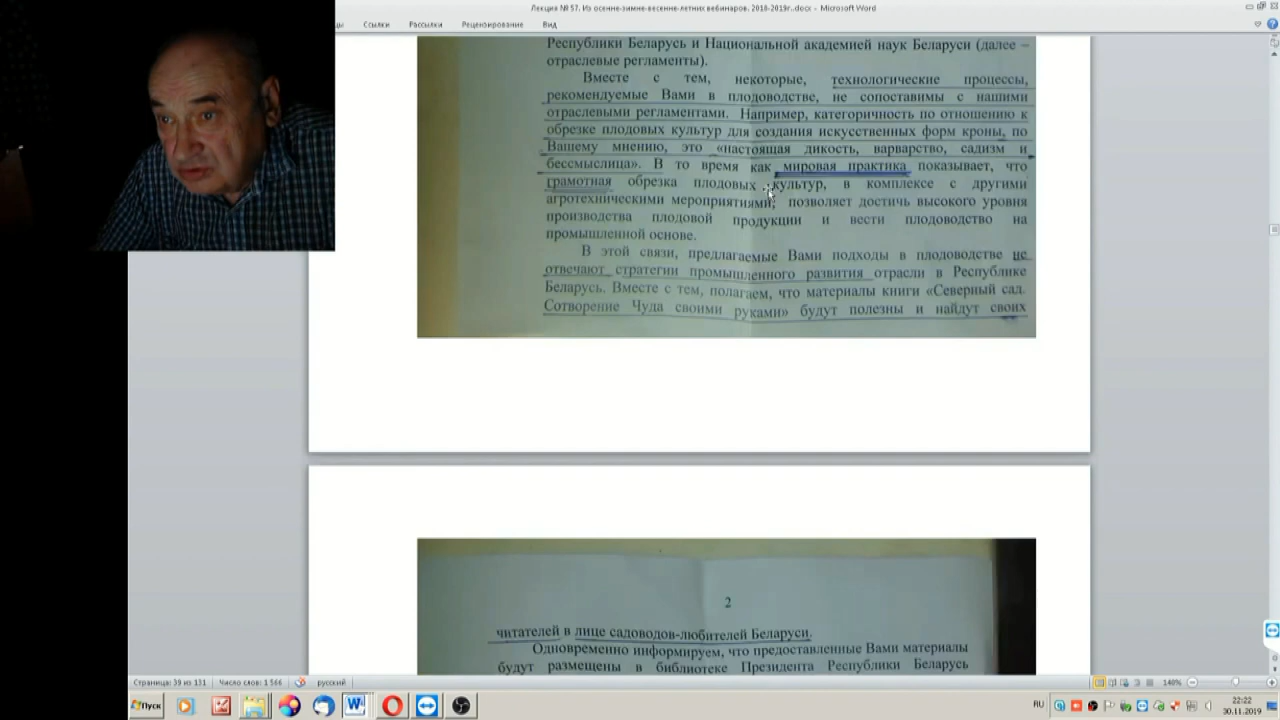 Лекция № 57. Из осенне-зимне-весенне-летних вебинаров. 2018-2019г..docx - Microsoft Word
Ссылки Рассылки Рецензирование Вид
Республики Беларусь и Национальной академией наук Беларуси (далее –
отраслевые регламенты).
Вместе с тем, некоторые, технологические процессы,
рекомендуемые Вами в плодоводстве, не сопоставимы с нашими
отраслевыми регламентами. Например, категоричность по отношению к
обрезке плодовых культур для создания искусственных форм кроны, по
Вашему мнению, это «настоящая дикость, варварство, садизм и
бессмыслица». В то время как мировая практика показывает, что
грамотная обрезка плодовых культур, в комплексе с другими
агротехническими мероприятиями, позволяет достичь высокого уровня
производства плодовой продукции и вести плодоводство на
промышленной основе.
В этой связи, предлагаемые Вами подходы в плодоводстве не
отвечают стратегии промышленного развития отрасли в Республике
Беларусь. Вместе с тем, полагаем, что материалы книги «Северный сад.
Сотворение Чуда своими руками» будут полезны и найдут своих
2
читателей в лице садоводов-любителей Беларуси.
Одновременно информируем, что предоставленные Вами материалы
будут размещены в библиотеке Президента Республики Беларусь
Страница: 39 из 131 Число слов: 1 566 русский 140%
Пуск RU 22:22
30.11.2019